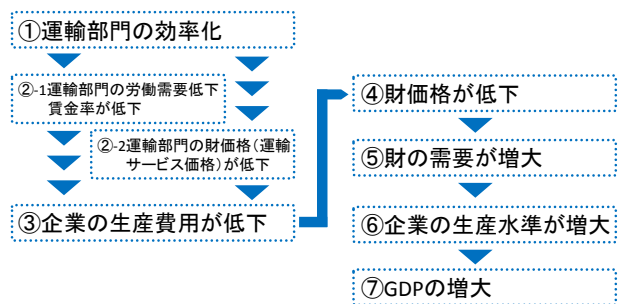 ①運輸部門の効率化
②-1運輸部門の労働需要低下
賃金率が低下
②-2運輸部門の財価格（運輸
サービス価格）が低下
③企業の生産費用が低下
④財価格が低下
⑤財の需要が増大
⑥企業の生産水準が増大
⑦GDPの増大